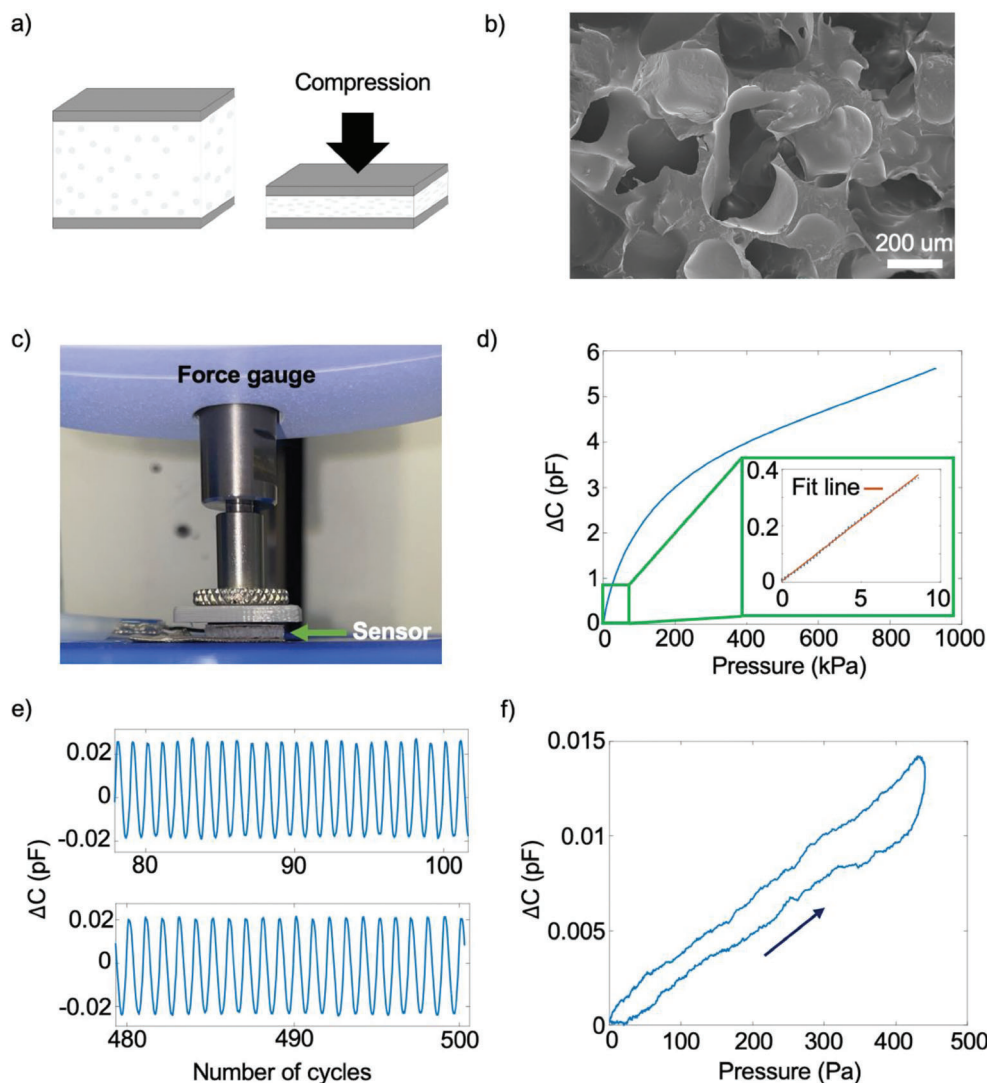 a)
Compression
b)
200 um
c)
Force gauge
Sensor
d)
6
5
4
3
2
1
0
ΔC (pF)
0.4
0.2
0
Fit line
0 5 10
0 200 400 600 800 1000
Pressure (kPa)
e)
0.02
0
-0.02
80 90 100
ΔC (pF)
0.02
0
-0.02
480 490 500
Number of cycles
f)
0.015
0.01
0.005
0
ΔC (pF)
0 100 200 300 400 500
Pressure (Pa)